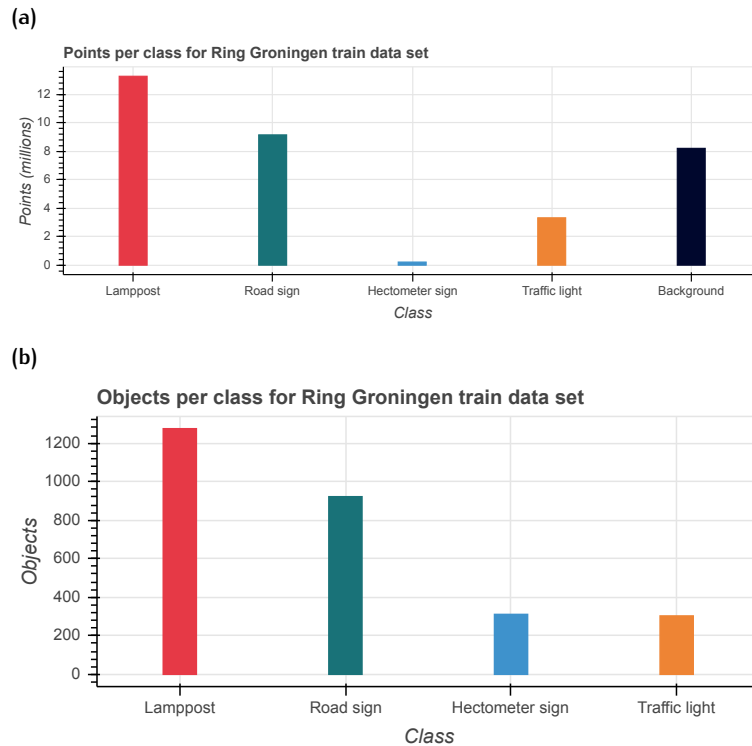 (a)
Points per class for Ring Groningen train data set
Points (millions)
12
10
8
6
4
2
0
Lamppost Road sign Hectometer sign Traffic light Background
Class
(b)
Objects per class for Ring Groningen train data set
Objects
1200
1000
800
600
400
200
0
Lamppost Road sign Hectometer sign Traffic light
Class